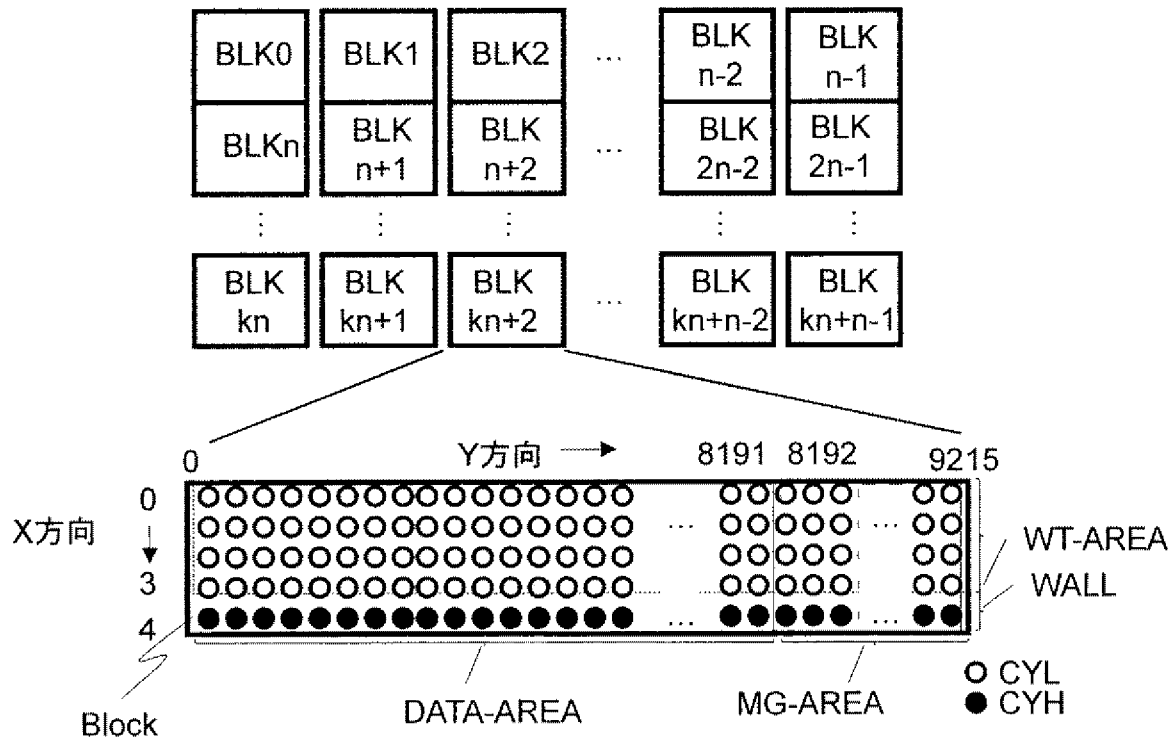 BLK0 BLK1 BLK2 ... BLK n-2 BLK n-1
BLKn BLK n+1 BLK n+2 ... BLK 2n-2 BLK 2n-1
BLK kn BLK kn+1 BLK kn+2 ... BLK kn+n-2 BLK kn+n-1
0 Y方向 8191 8192 9215
0
X方向
3
4
WT-AREA
WALL
Block
DATA-AREA
MG-AREA
CYL
CYH